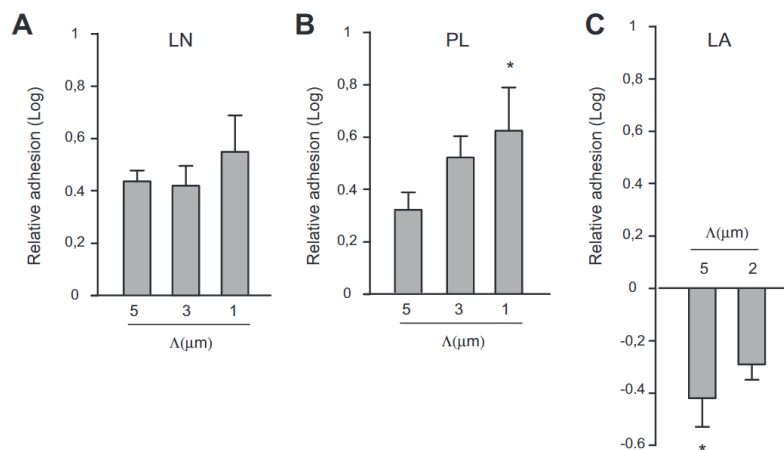 A
LN
Relative adhesion (Log)
1
0,8
0,6
0.4
0,2
0
5 3 1
Λ(μm)
B
PL
Relative adhesion (Log)
1
0,8
0,6
0.4
0,2
0
*
5 3 1
Λ(μm)
C
LA
Relative adhesion (Log)
1
0,8
0,6
0.4
0,2
0
-0,2
-0.4
-0.6
Λ(μm)
5 2
*